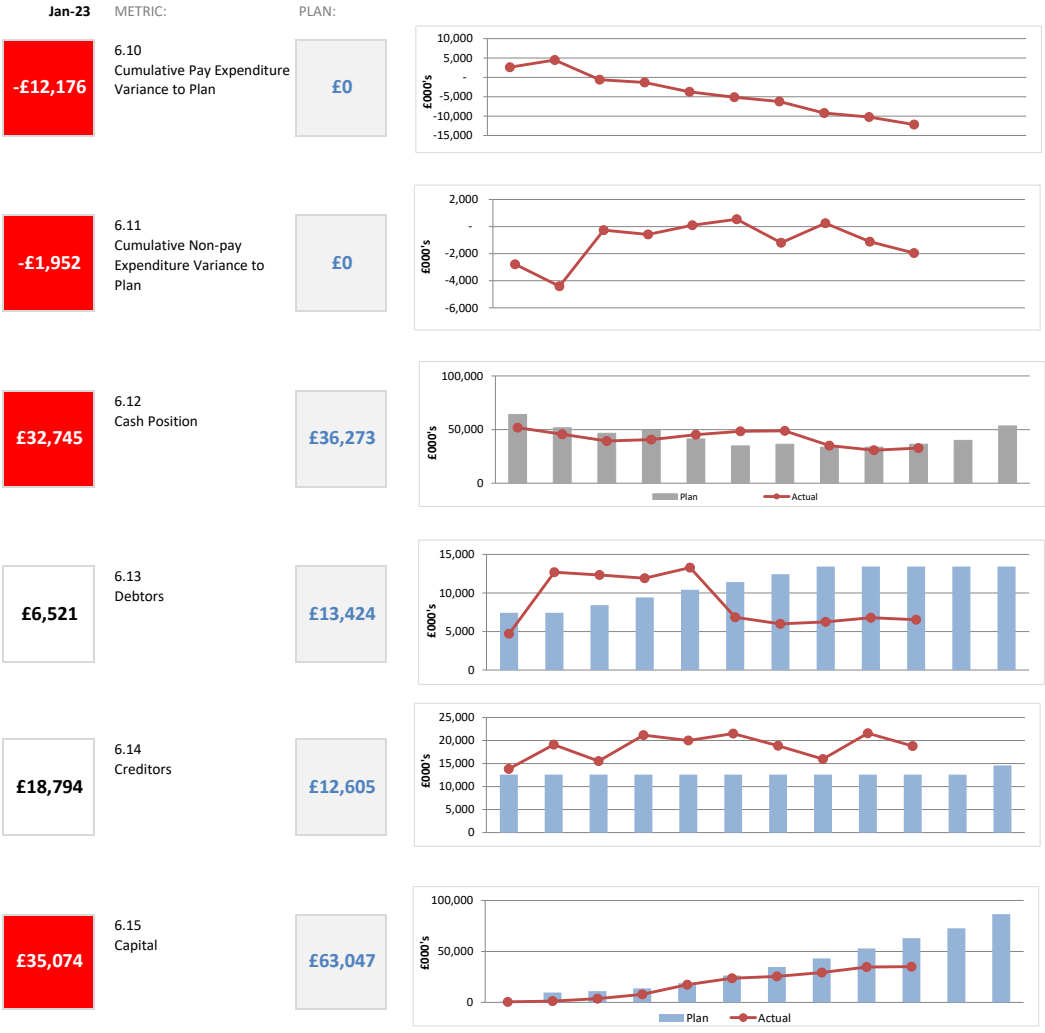 Jan-23 METRIC: PLAN:
-£12,176
6.10
Cumulative Pay Expenditure
Variance to Plan
£0
£000's
10,000
5,000
-
-5,000
-10,000
-15,000
-£1,952
6.11
Cumulative Non-pay
Expenditure Variance to
Plan
£0
£000's
2,000
-
-2,000
-4,000
-6,000
£32,745
6.12
Cash Position
£36,273
£000's
100,000
50,000
0
Plan Actual
£6,521
6.13
Debtors
£13,424
£000's
15,000
10,000
5,000
0
£18,794
6.14
Creditors
£12,605
£000's
25,000
20,000
15,000
10,000
5,000
0
£35,074
6.15
Capital
£63,047
£000's
100,000
50,000
0
Plan Actual